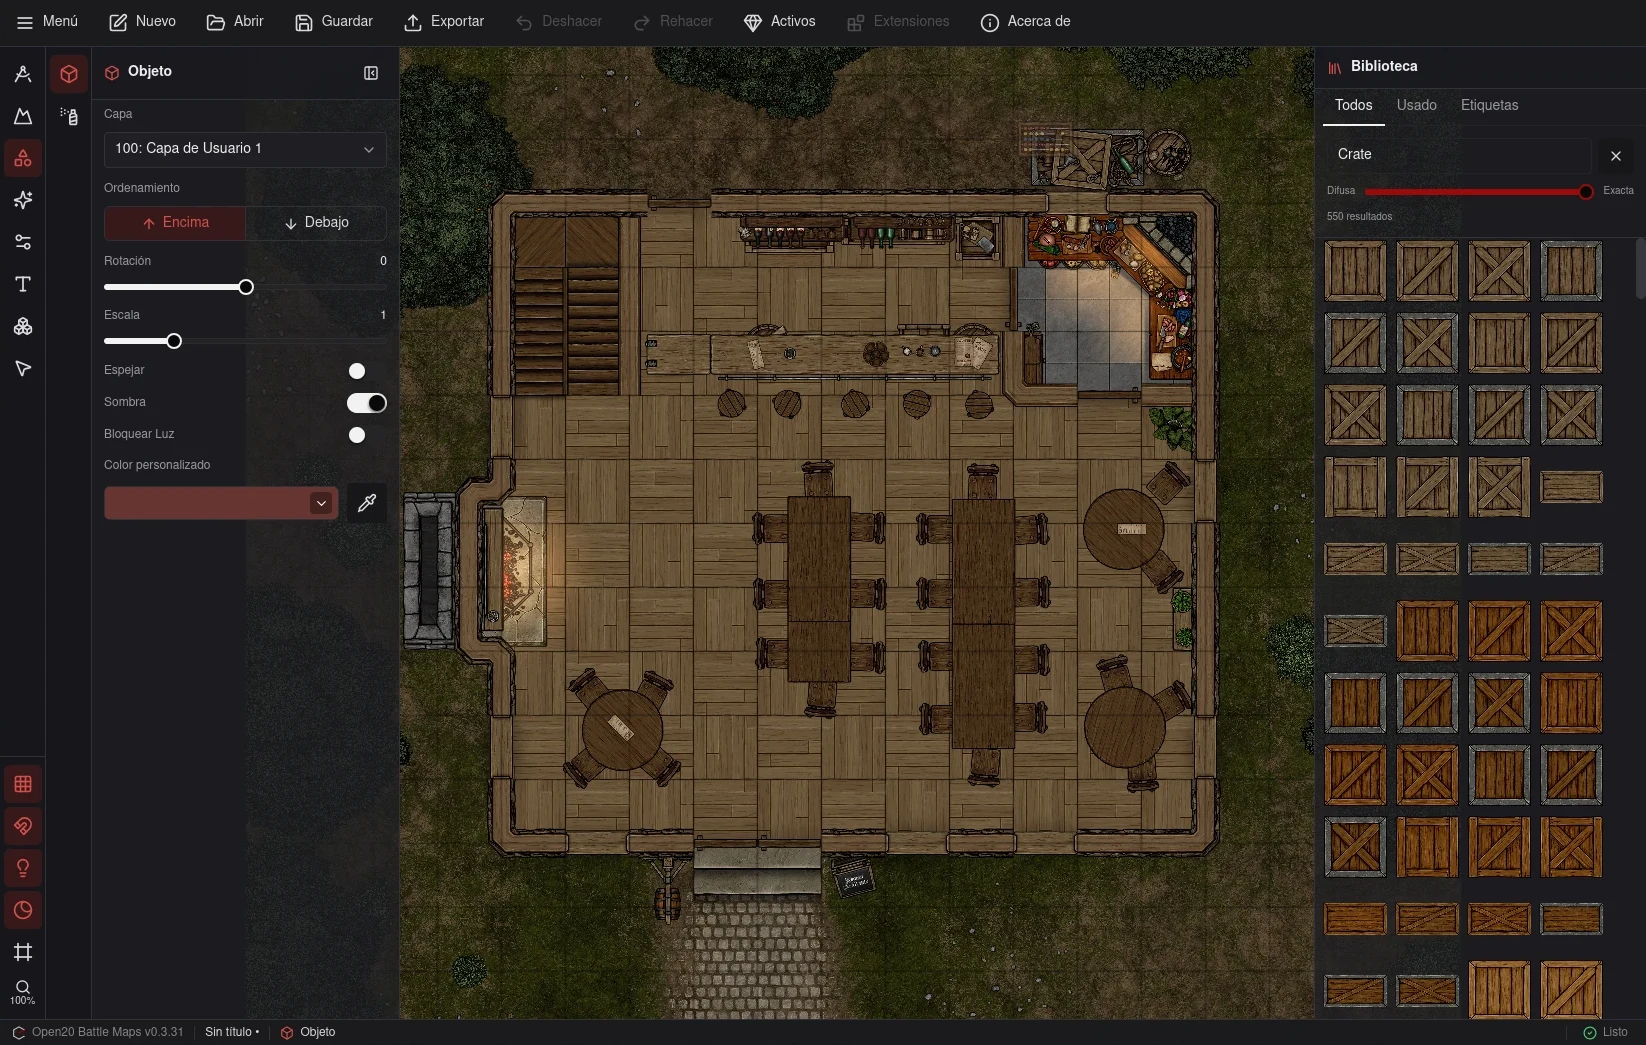 Menú
Nuevo
Abrir
Guardar
Exportar
Deshacer
Rehacer
Activos
Extensiones
Acerca de
Objeto
Capa
100: Capa de Usuario 1
Ordenamiento
Encima
Debajo
Rotación
0
Escala
1
Espejar
Sombra
Bloquear Luz
Color personalizado
Biblioteca
Todos
Usado
Etiquetas
Crate
Difusa
Exacta
550 resultados
100%
Open20 Battle Maps v0.3.31
Sin título •
Objeto
Listo